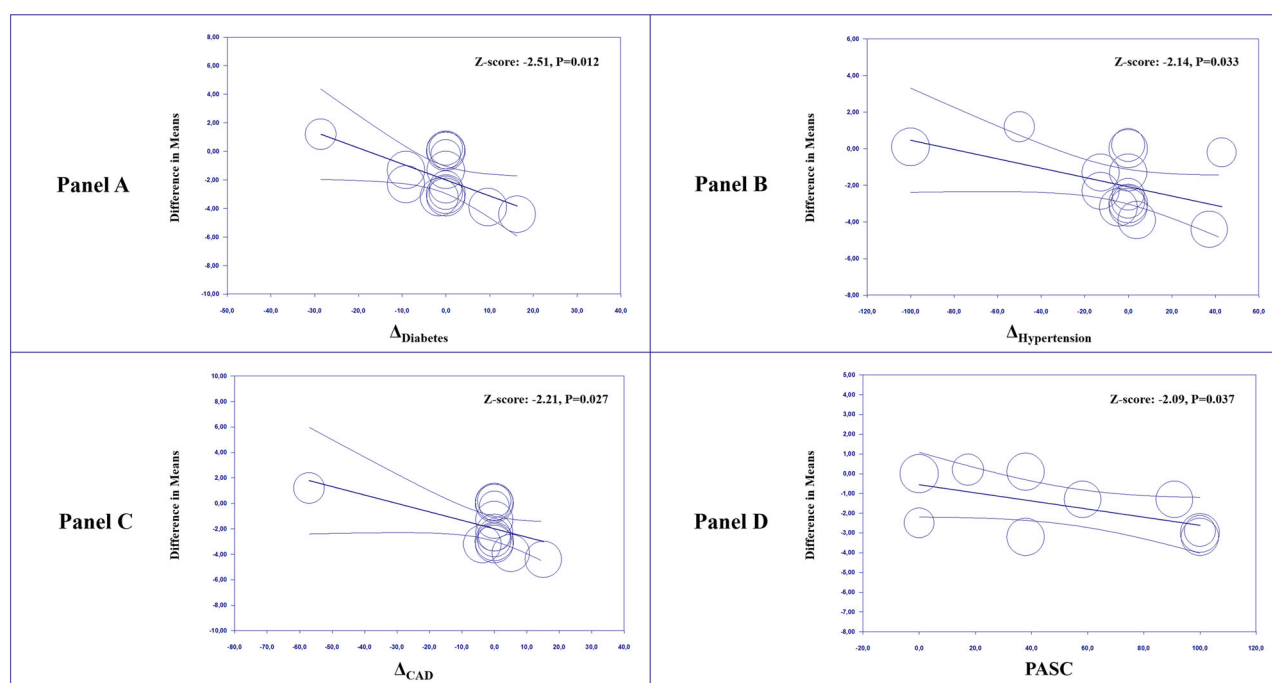 Panel A
Difference in Means
8,00
6,00
4,00
2,00
0,00
-2,00
-4,00
-6,00
-8,00
-10,00
Z-score: -2.51, P=0.012
-50,0 -40,0 -30,0 -20,0 -10,0 0,0 10,0 20,0 30,0 40,0
ΔDiabetes
Panel B
Difference in Means
6,00
4,00
2,00
0,00
-2,00
-4,00
-6,00
-8,00
Z-score: -2.14, P=0.033
-120,0 -100,0 -80,0 -60,0 -40,0 -20,0 0,0 20,0 40,0 60,0
ΔHypertension
Panel C
Difference in Means
10,00
8,00
6,00
4,00
2,00
0,00
-2,00
-4,00
-6,00
-8,00
-10,00
Z-score: -2.21, P=0.027
-80,0 -70,0 -60,0 -50,0 -40,0 -30,0 -20,0 -10,0 0,0 10,0 20,0 30,0 40,0
ΔCAD
Panel D
Difference in Means
5,00
4,00
3,00
2,00
1,00
0,00
-1,00
-2,00
-3,00
-4,00
-5,00
-6,00
-7,00
-8,00
Z-score: -2.09, P=0.037
-20,0 0,0 20,0 40,0 60,0 80,0 100,0 120,0
PASC